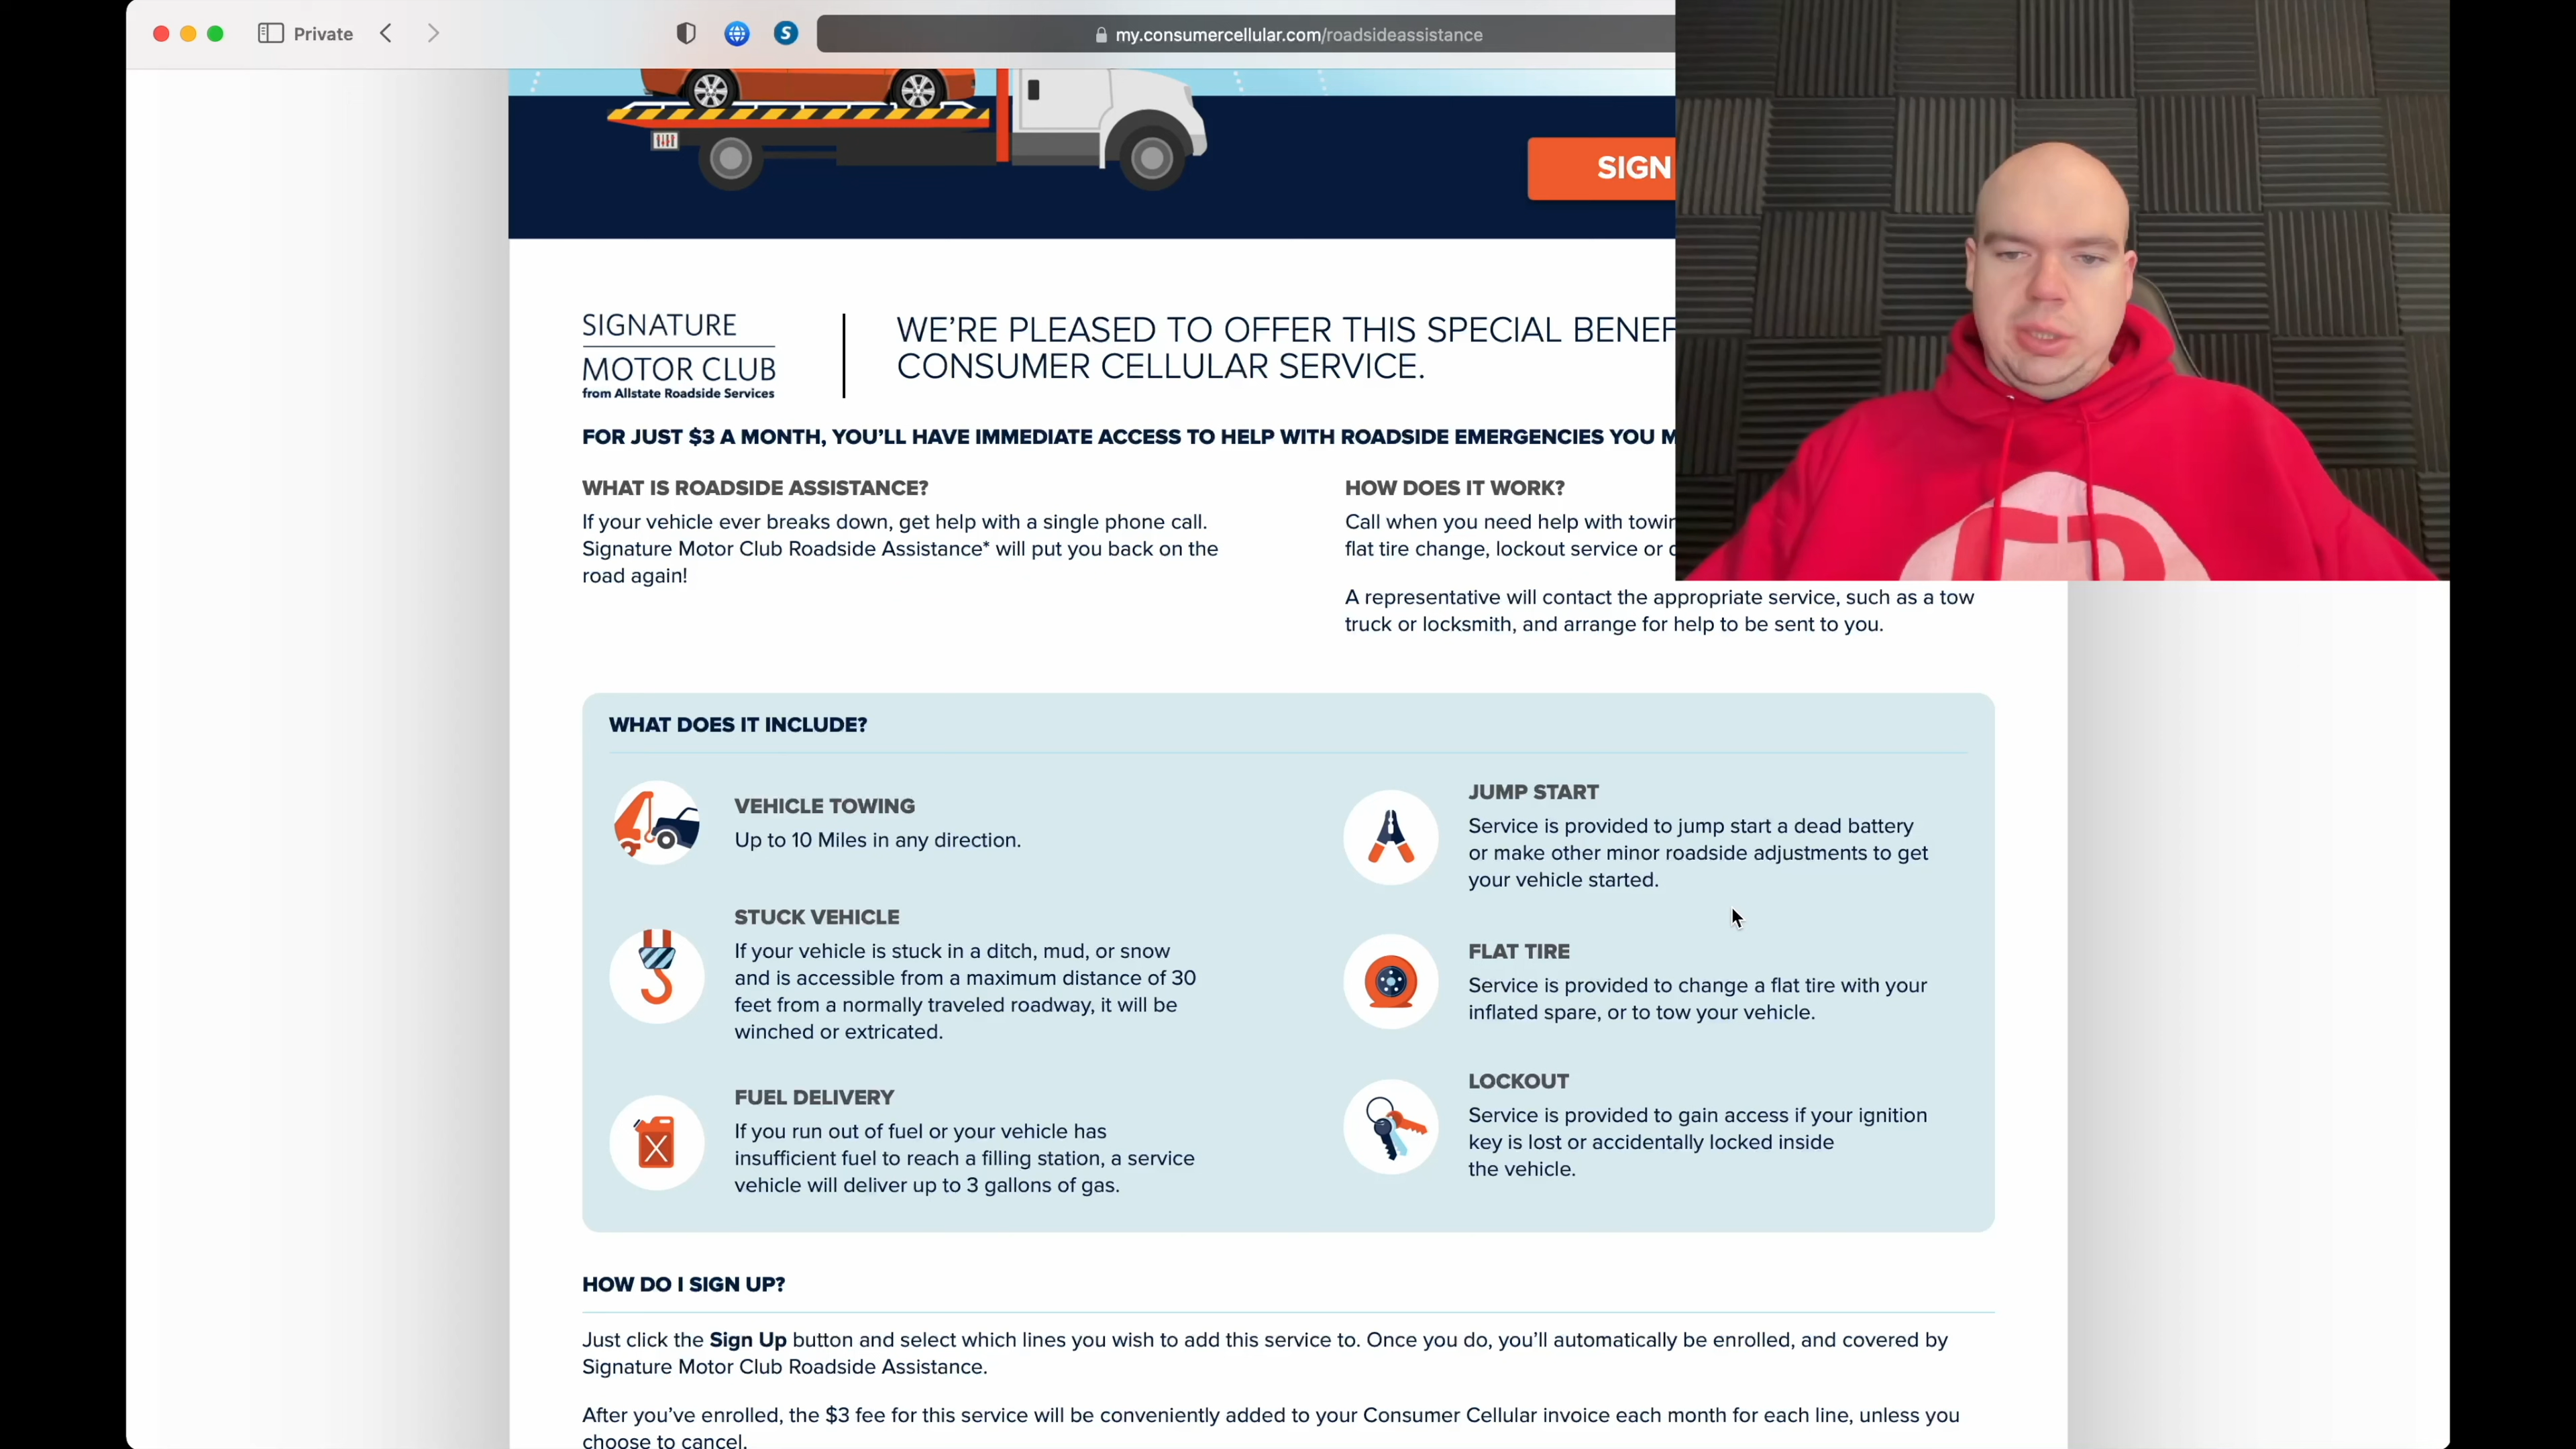 Private
my.consumercellular.com/roadsideassistance
SIGN
SIGNATURE
MOTOR CLUB
from Allstate Roadside Services
WE'RE PLEASED TO OFFER THIS SPECIAL
CONSUMER CELLULAR SERVICE.
FOR JUST $3 A MONTH, YOU'LL HAVE IMMEDIATE ACCESS TO HELP WITH ROADSIDE EMERGENCIES YOU
WHAT IS ROADSIDE ASSISTANCE?
If your vehicle ever breaks down, get help with a single phone call.
Signature Motor Club Roadside Assistance* will put you back on the
road again!
HOW DOES IT WORK?
Call when you need help with
flat tire change, lockout service or
A representative will contact the appropriate service, such as a tow
truck or locksmith, and arrange for help to be sent to you.
WHAT DOES IT INCLUDE?
VEHICLE TOWING
Up to 10 Miles in any direction.
STUCK VEHICLE
If your vehicle is stuck in a ditch, mud, or snow
and is accessible from a maximum distance of 30
feet from a normally traveled roadway, it will be
winched or extricated.
FUEL DELIVERY
If you run out of fuel or your vehicle has
insufficient fuel to reach a filling station, a service
vehicle will deliver up to 3 gallons of gas.
JUMP START
Service is provided to jump start a dead battery
or make other minor roadside adjustments to get
your vehicle started.
FLAT TIRE
Service is provided to change a flat tire with your
inflated spare, or to tow your vehicle.
LOCKOUT
Service is provided to gain access if your ignition
key is lost or accidentally locked inside
the vehicle.
HOW DO I SIGN UP?
Just click the Sign Up button and select which lines you wish to add this service to. Once you do, you'll automatically be enrolled, and covered by
Signature Motor Club Roadside Assistance.
After you've enrolled, the $3 fee for this service will be conveniently added to your Consumer Cellular invoice each month for each line, unless you
choose to cancel.